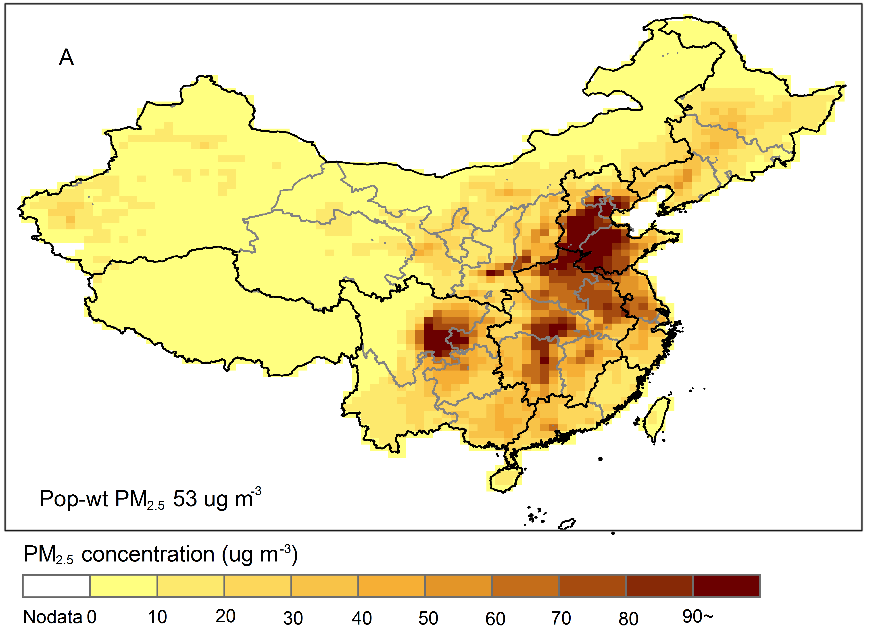 A
Pop-wt PM2.5 53 ug m-3
PM2.5 concentration (ug m-3)
Nodata 0 10 20 30 40 50 60 70 80 90~